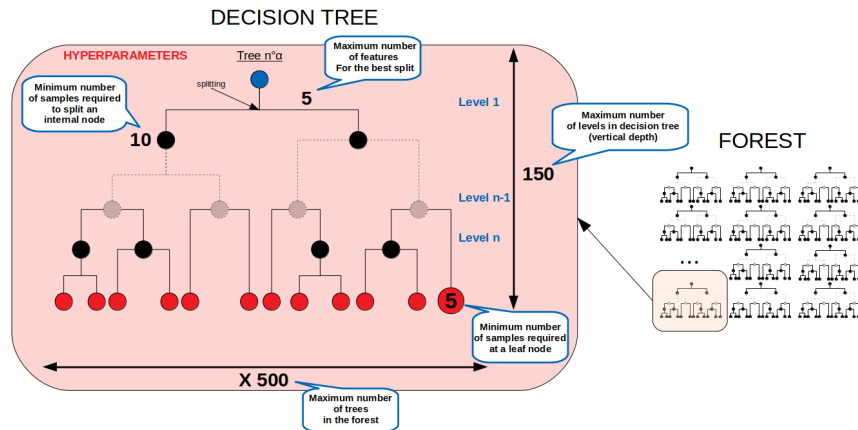 DECISION TREE
HYPERPARAMETERS
Tree n°α
Maximum number
of features
For the best split
splitting
5
Level 1
Minimum number
of samples required
to split an
internal node
10
Maximum number
of levels in decision tree
(vertical depth)
FOREST
150
Level n-1
Level n
...
5
Minimum number
of samples required
at a leaf node
X 500
Maximum number
of trees
in the forest